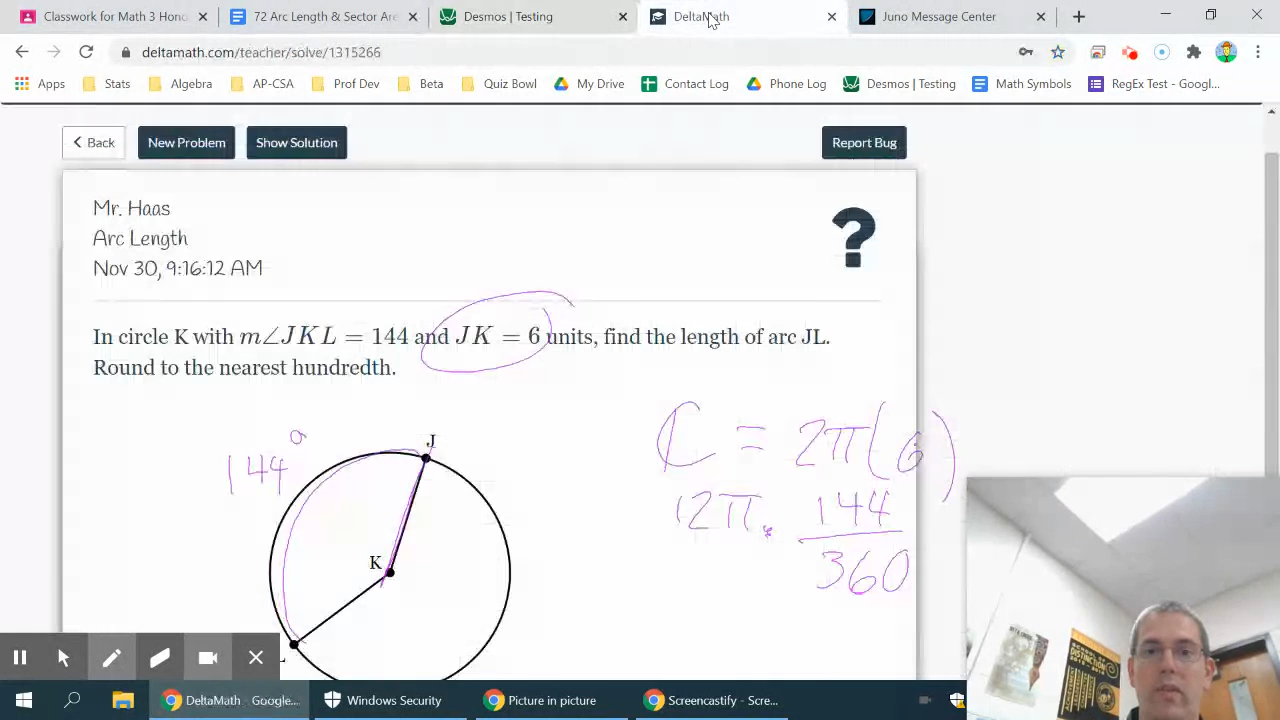 Classwork for Math 3 Hono
72 Arc Length & Sector Are
Desmos | Testing
DeltaMath
Juno Message Center
deltamath.com/teacher/solve/1315266
Apps
Stats
Algebra
AP-CSA
Prof Dev
Beta
Quiz Bowl
My Drive
Contact Log
Phone Log
Desmos | Testing
Math Symbols
RegEx Test - Googl...
Back
New Problem
Show Solution
Report Bug
Mr. Haas
Arc Length
Nov 30, 9:16:12 AM
?
In circle K with m∠JKL = 144 and JK = 6 units, find the length of arc JL.
Round to the nearest hundredth.
C = 2π(6)
12π · 144/360
144°
J
K
DeltaMath - Google...
Windows Security
Picture in picture
Screencastify - Scre...
DISTINCTION